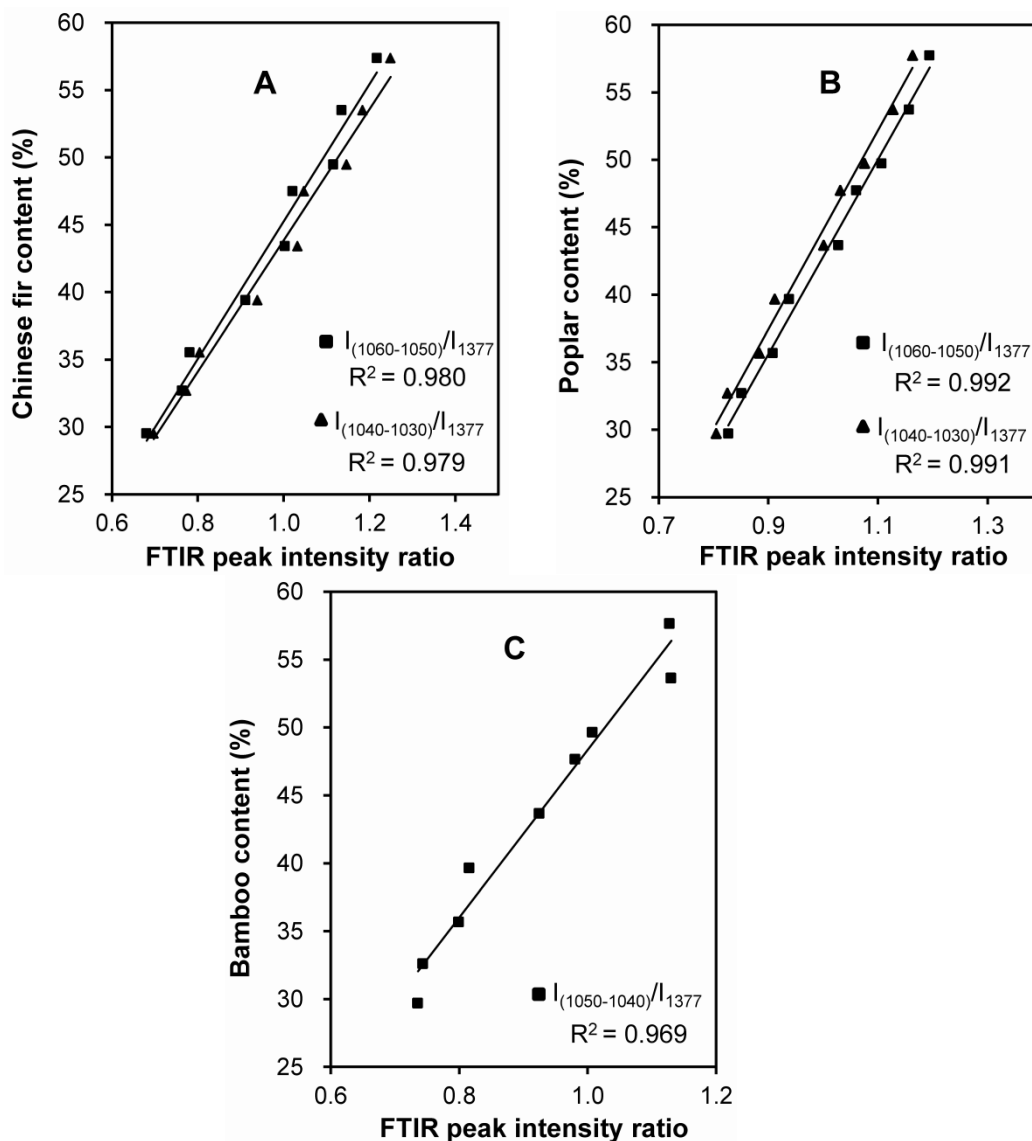 A
Chinese fir content (%)
60
55
50
45
40
35
30
25
I(1060-1050)/I1377
R2 = 0.980
I(1040-1030)/I1377
R2 = 0.979
0.6 0.8 1.0 1.2 1.4
FTIR peak intensity ratio
B
Poplar content (%)
60
55
50
45
40
35
30
25
I(1060-1050)/I1377
R2 = 0.992
I(1040-1030)/I1377
R2 = 0.991
0.7 0.9 1.1 1.3
FTIR peak intensity ratio
C
Bamboo content (%)
60
55
50
45
40
35
30
25
I(1050-1040)/I1377
R2 = 0.969
0.6 0.8 1.0 1.2
FTIR peak intensity ratio